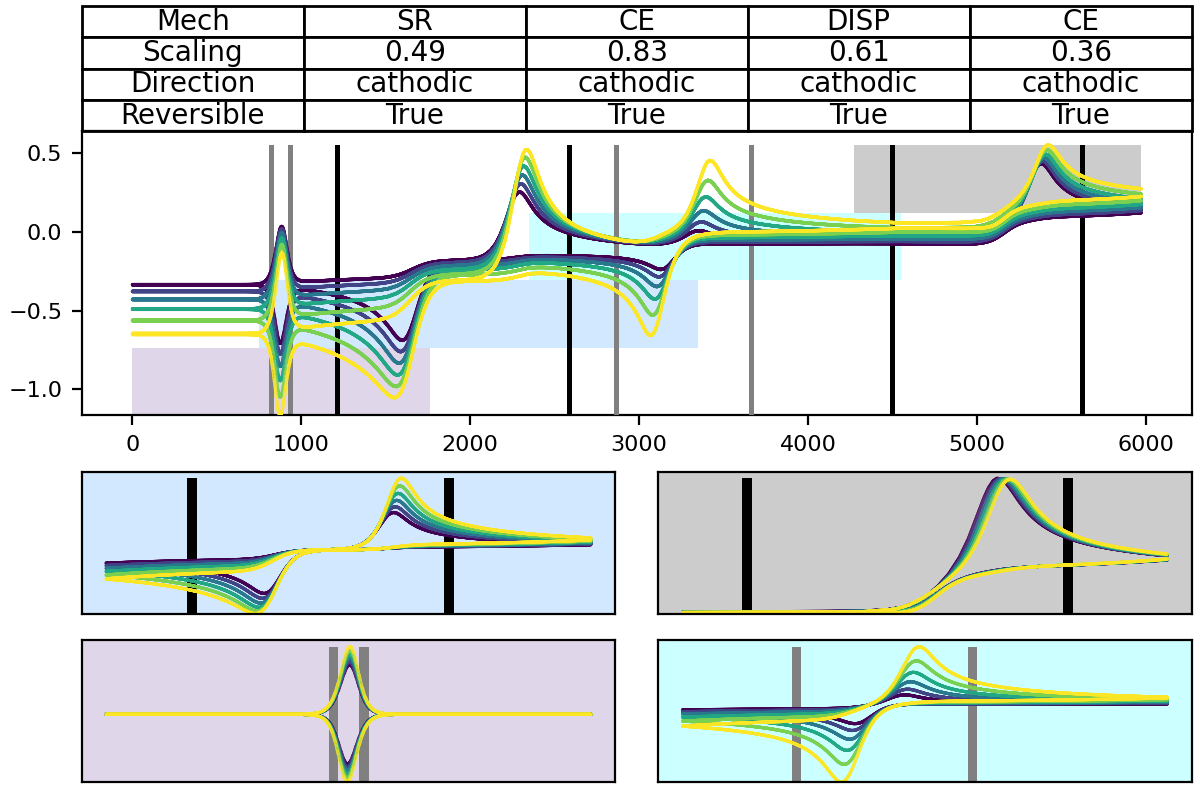 Mech SR CE DISP CE
Scaling 0.49 0.83 0.61 0.36
Direction cathodic cathodic cathodic cathodic
Reversible True True True True
0.5
0.0
−0.5
−1.0
0 1000 2000 3000 4000 5000 6000